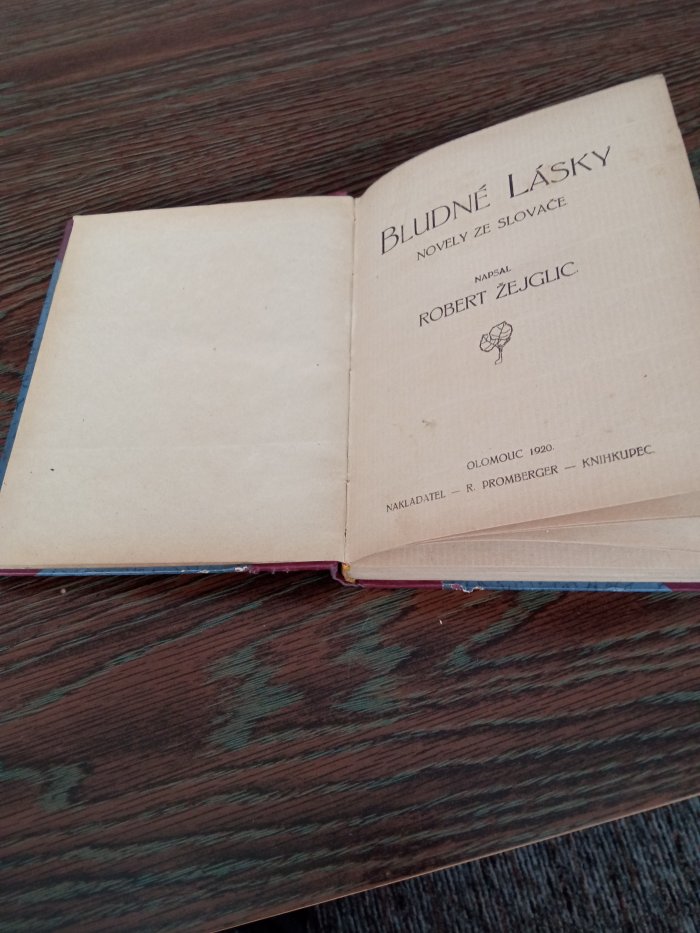 BLUDNÉ LÁSKY
NOVELY ZE SLOVAČE
NAPSAL
ROBERT ŽEJGLIC.
OLOMOUC 1920.
NAKLADATEL — R. PROMBERGER — KNIHKUPEC.